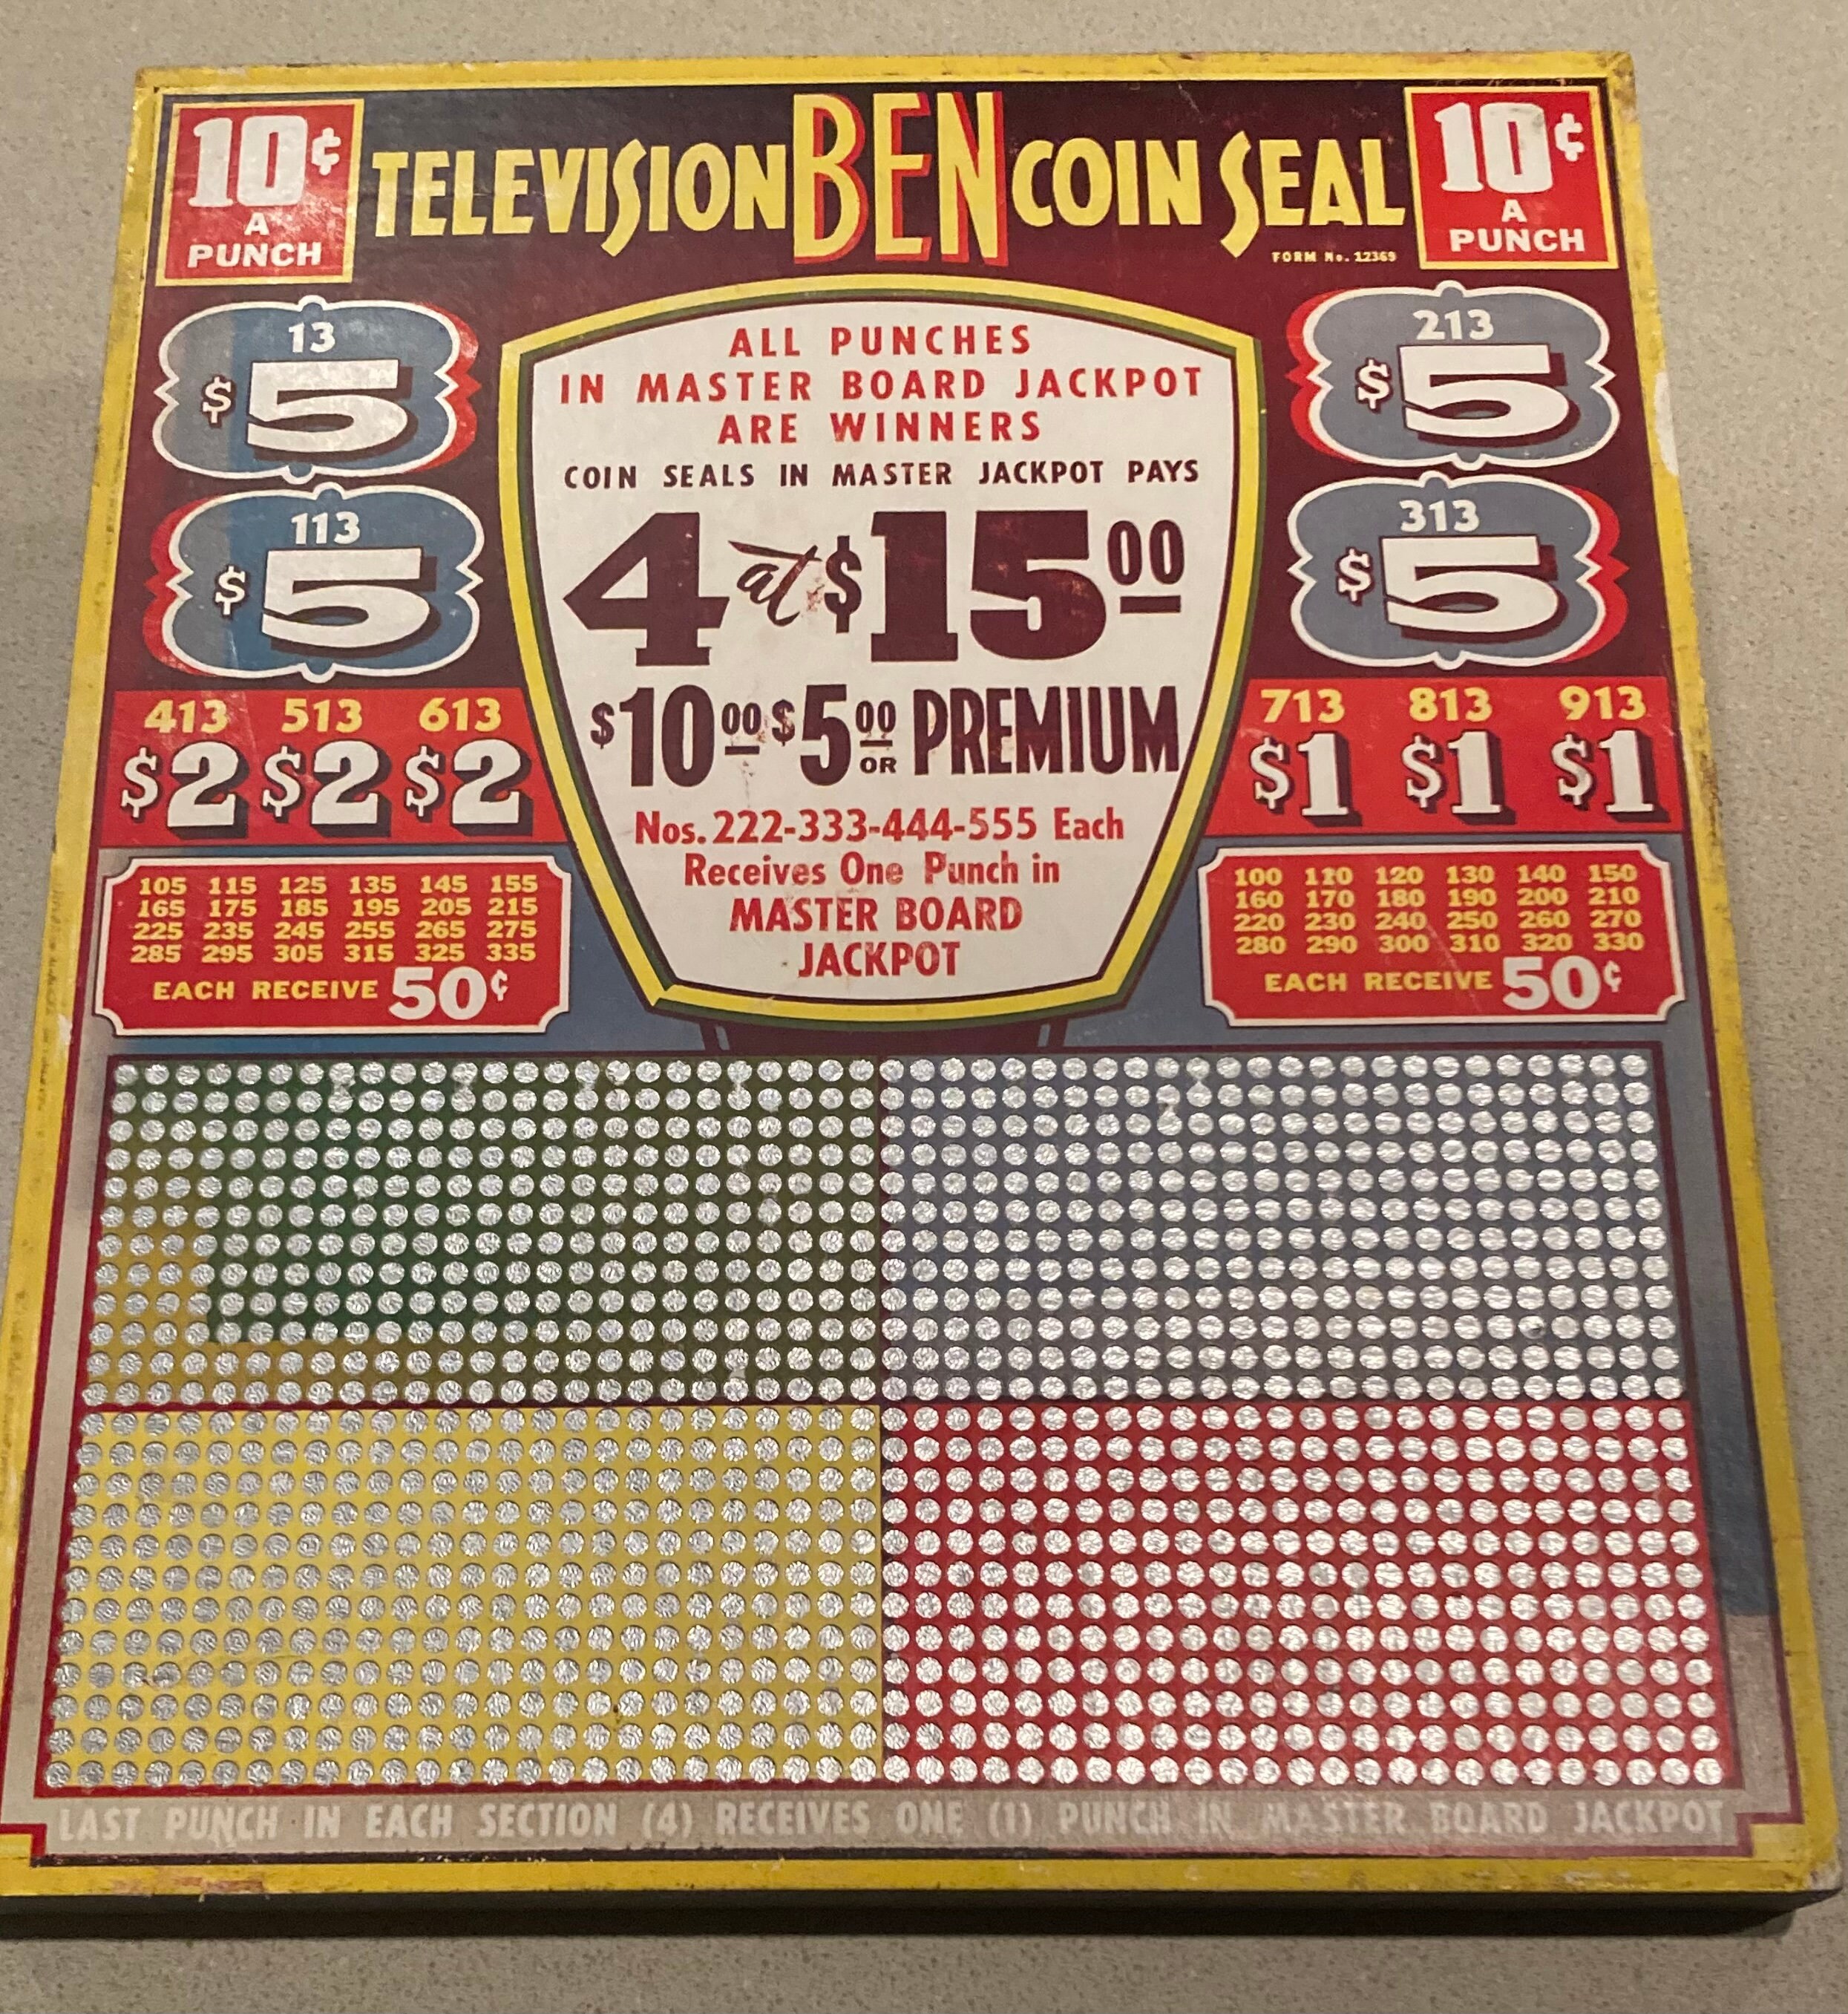 10¢ A PUNCH
TELEVISION BEN COIN SEAL
10¢ A PUNCH
FORM No. 12369
13
$5
113
$5
ALL PUNCHES
IN MASTER BOARD JACKPOT
ARE WINNERS
COIN SEALS IN MASTER JACKPOT PAYS
4 at $15 00
$10 00 $5 00 OR PREMIUM
Nos. 222-333-444-555 Each
Receives One Punch in
MASTER BOARD
JACKPOT
213
$5
313
$5
413 513 613
$2 $2 $2
713 813 913
$1 $1 $1
105 115 125 135 145 155
165 175 185 195 205 215
225 235 245 255 265 275
285 295 305 315 325 335
EACH RECEIVE 50¢
100 110 120 130 140 150
160 170 180 190 200 210
220 230 240 250 260 270
280 290 300 310 320 330
EACH RECEIVE 50¢
LAST PUNCH IN EACH SECTION (4) RECEIVES ONE (1) PUNCH IN MASTER BOARD JACKPOT